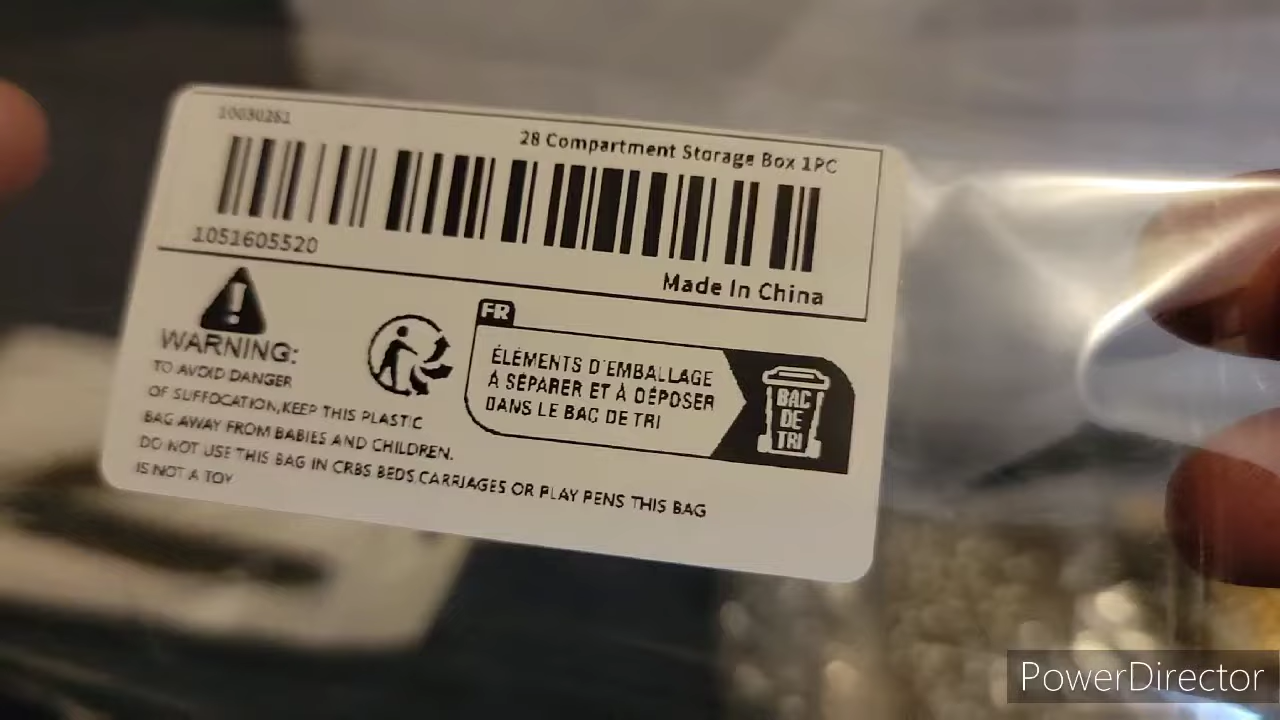 10030261
28 Compartment Storage Box 1PC
1051605520
Made In China
WARNING:
TO AVOID DANGER
OF SUFFOCATION,KEEP THIS PLASTIC
BAG AWAY FROM BABIES AND CHILDREN.
DO NOT USE THIS BAG IN CRBS BEDS.CARRIAGES OR PLAY PENS THIS BAG
IS NOT A TOY
FR
ÉLÉMENTS D'EMBALLAGE
À SÉPARER ET À DÉPOSER
DANS LE BAC DE TRI
BAC
DE
TRI
PowerDirector